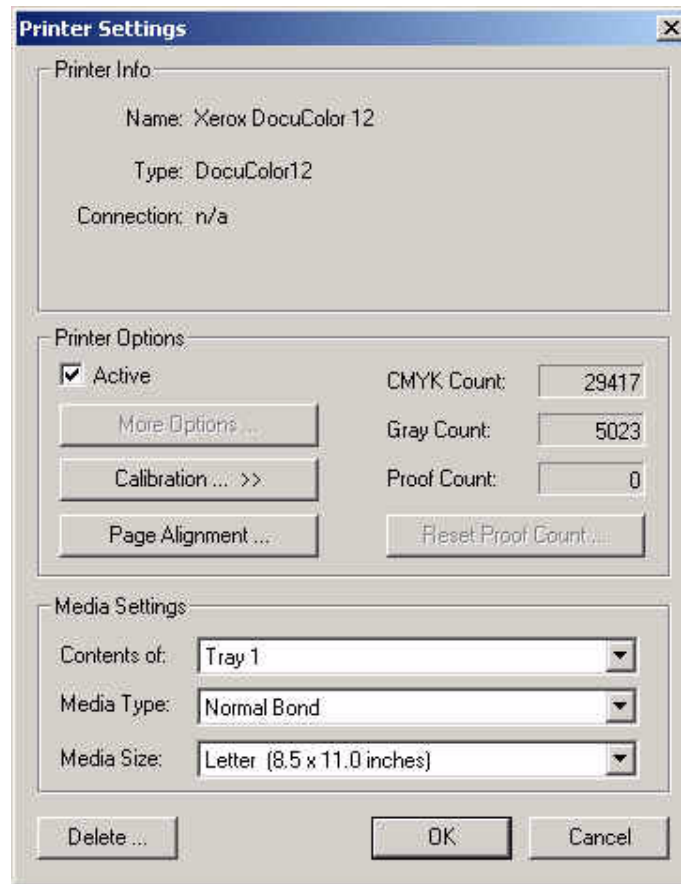 Printer Settings
Printer Info
Name: Xerox DocuColor 12
Type: DocuColor12
Connection: n/a
Printer Options
Active
CMYK Count: 29417
More Options ...
Gray Count: 5023
Calibration ... >>
Proof Count: 0
Page Alignment ...
Reset Proof Count ...
Media Settings
Contents of: Tray 1
Media Type: Normal Bond
Media Size: Letter (8.5 x 11.0 inches)
Delete ...
OK
Cancel